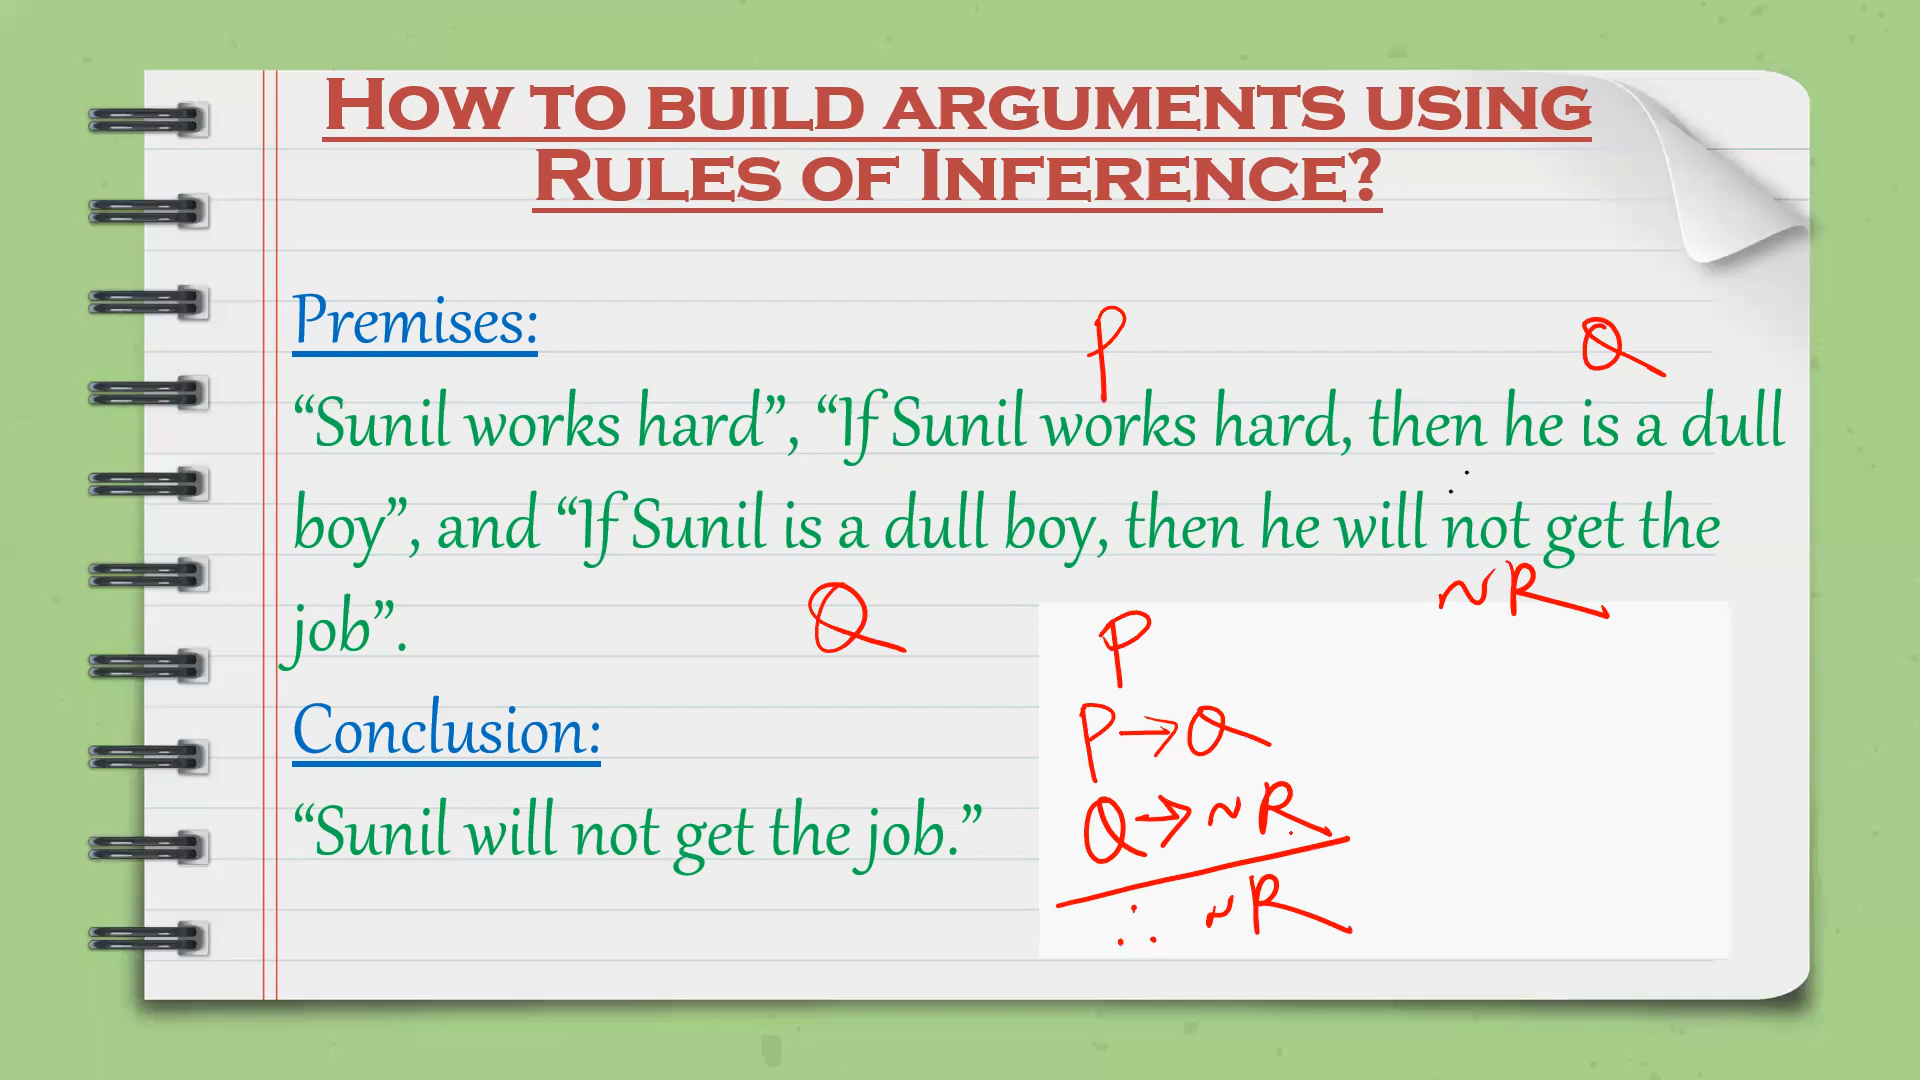 HOW TO BUILD ARGUMENTS USING
RULES OF INFERENCE?
Premises:
P Q
“Sunil works hard”, “If Sunil works hard, then he is a dull
boy”, and “If Sunil is a dull boy, then he will not get the
Q ~R
job”.
P
P→Q
Conclusion:
Q→~R
“Sunil will not get the job.”
∴ ~R